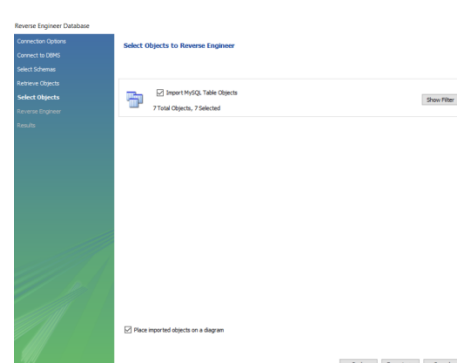 Reverse Engineer Database
Connection Options
Connect to DBMS
Select Schemas
Retrieve Objects
Select Objects
Reverse Engineer
Results
Select Objects to Reverse Engineer
Import MySQL Table Objects
7 Total Objects, 7 Selected
Show Filter
Place imported objects on a diagram